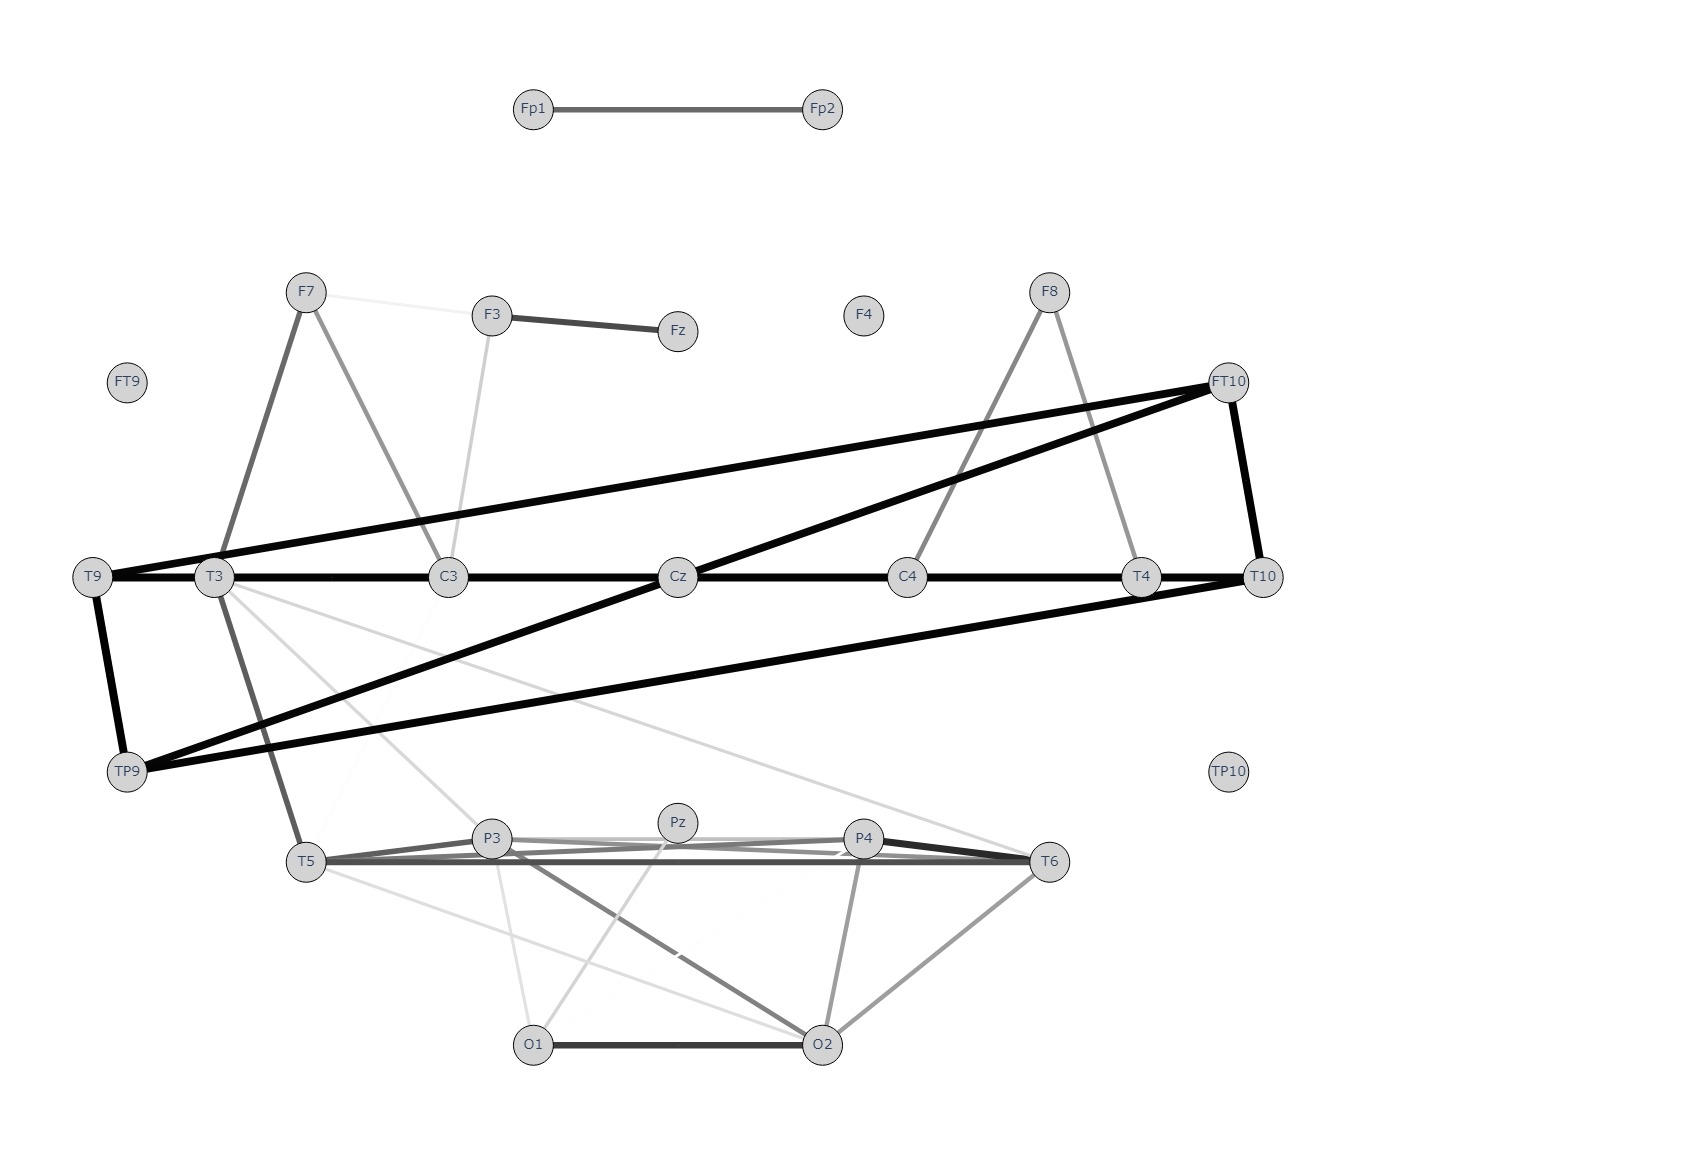 Fp1 Fp2
F7 F3 Fz F4 F8
FT9 FT10
T9 T3 C3 Cz C4 T4 T10
TP9 TP10
T5 P3 Pz P4 T6
O1 O2